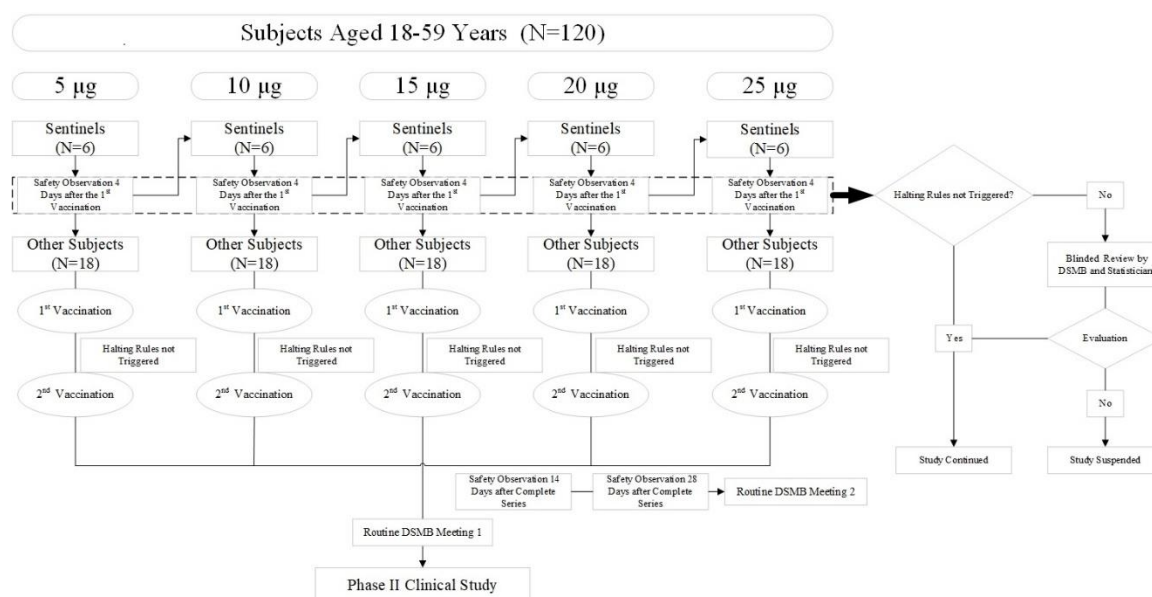 Subjects Aged 18-59 Years (N=120)
5 μg
10 μg
15 μg
20 μg
25 μg
Sentinels
(N=6)
Sentinels
(N=6)
Sentinels
(N=6)
Sentinels
(N=6)
Sentinels
(N=6)
Safety Observation 4
Days after the 1st
Vaccination
Safety Observation 4
Days after the 1st
Vaccination
Safety Observation 4
Days after the 1st
Vaccination
Safety Observation 4
Days after the 1st
Vaccination
Safety Observation 4
Days after the 1st
Vaccination
Halting Rules not Triggered?
No
Other Subjects
(N=18)
Other Subjects
(N=18)
Other Subjects
(N=18)
Other Subjects
(N=18)
Other Subjects
(N=18)
Blinded Review by
DSMB and Statistician
1st Vaccination
1st Vaccination
1st Vaccination
1st Vaccination
1st Vaccination
Halting Rules not
Triggered
Halting Rules not
Triggered
Halting Rules not
Triggered
Halting Rules not
Triggered
Halting Rules not
Triggered
Yes
Evaluation
2nd Vaccination
2nd Vaccination
2nd Vaccination
2nd Vaccination
2nd Vaccination
No
Study Continued
Study Suspended
Safety Observation 14
Days after Complete
Series
Safety Observation 28
Days after Complete
Series
Routine DSMB Meeting 2
Routine DSMB Meeting 1
Phase II Clinical Study